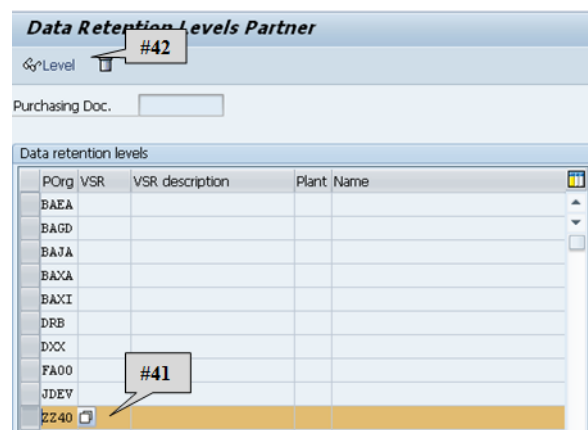 Data Retention Levels Partner
#42
Level
Purchasing Doc.
Data retention levels
POrg VSR VSR description Plant Name
BAEA
BAGD
BAJA
BAXA
BAXI
DRB
DXX
FA00
#41
JDEV
ZZ40